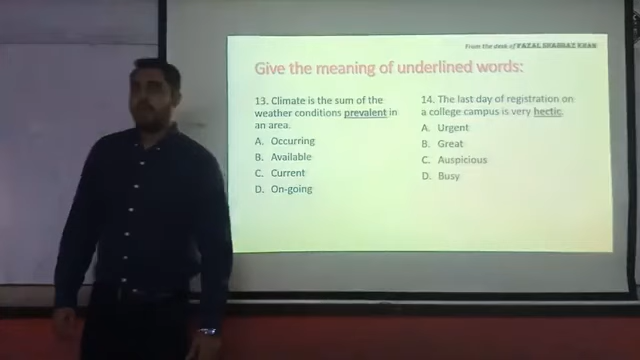 From the desk of FAZAL SHAHBAZ KHAN
Give the meaning of underlined words:
13. Climate is the sum of the
weather conditions prevalent in
an area.
A. Occurring
B. Available
C. Current
D. On-going
14. The last day of registration on
a college campus is very hectic.
A. Urgent
B. Great
C. Auspicious
D. Busy